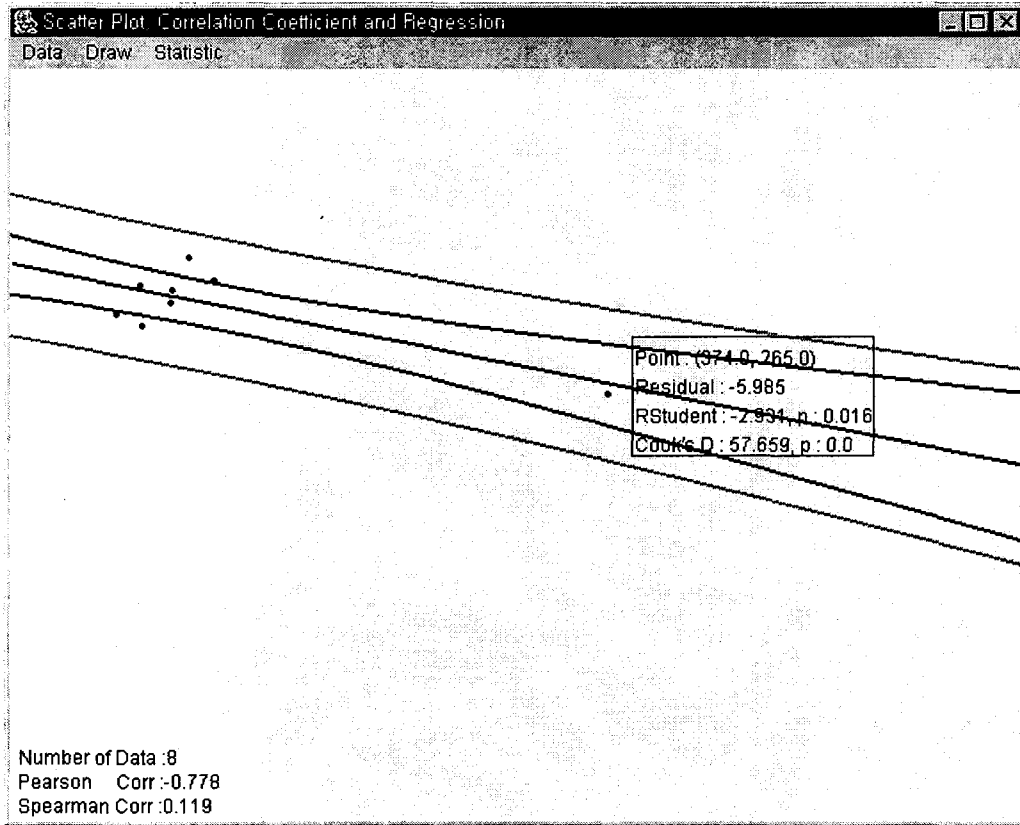 Scatter Plot, Correlation Coefficient and Regression
Data Draw Statistic
Point : (374.0, 265.0)
Residual : -5.985
RStudent : -2.931, p : 0.016
Cook's D : 57.659, p : 0.0
Number of Data :8
Pearson Corr :-0.778
Spearman Corr :0.119